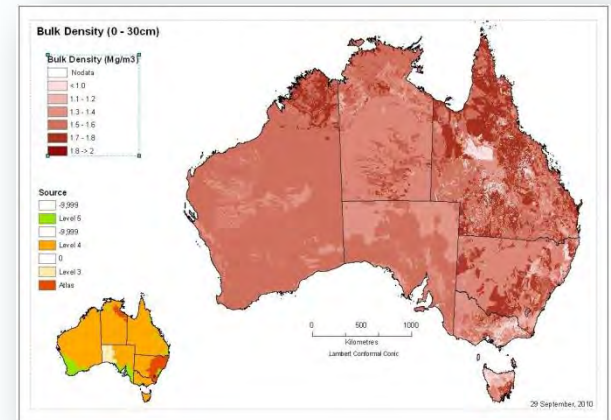 Bulk Density (0 - 30cm)
Bulk Density (Mg/m3)
Nodata
< 1.0
1.1 - 1.2
1.3 - 1.4
1.5 - 1.6
1.7 - 1.8
1.8 -> 2
Source
-9,999
Level 5
-9,999
Level 4
0
Level 3
Atlas
0 500 1000
Kilometres
Lambert Conformal Conic
29 September, 2010